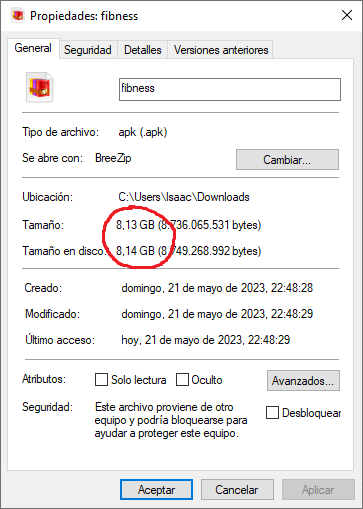 Propiedades: fibness
General Seguridad Detalles Versiones anteriores
fibness
Tipo de archivo: apk (.apk)
Se abre con: BreeZip Cambiar...
Ubicación: C:\Users\Isaac\Downloads
Tamaño: 8,13 GB (8.736.065.531 bytes)
Tamaño en disco: 8,14 GB (8.749.268.992 bytes)
Creado: domingo, 21 de mayo de 2023, 22:48:28
Modificado: domingo, 21 de mayo de 2023, 22:48:29
Último acceso: hoy, 21 de mayo de 2023, 22:48:29
Atributos: Solo lectura Oculto Avanzados...
Seguridad: Este archivo proviene de otro
equipo y podría bloquearse para
ayudar a proteger este equipo.
Desbloquear
Aceptar Cancelar Aplicar